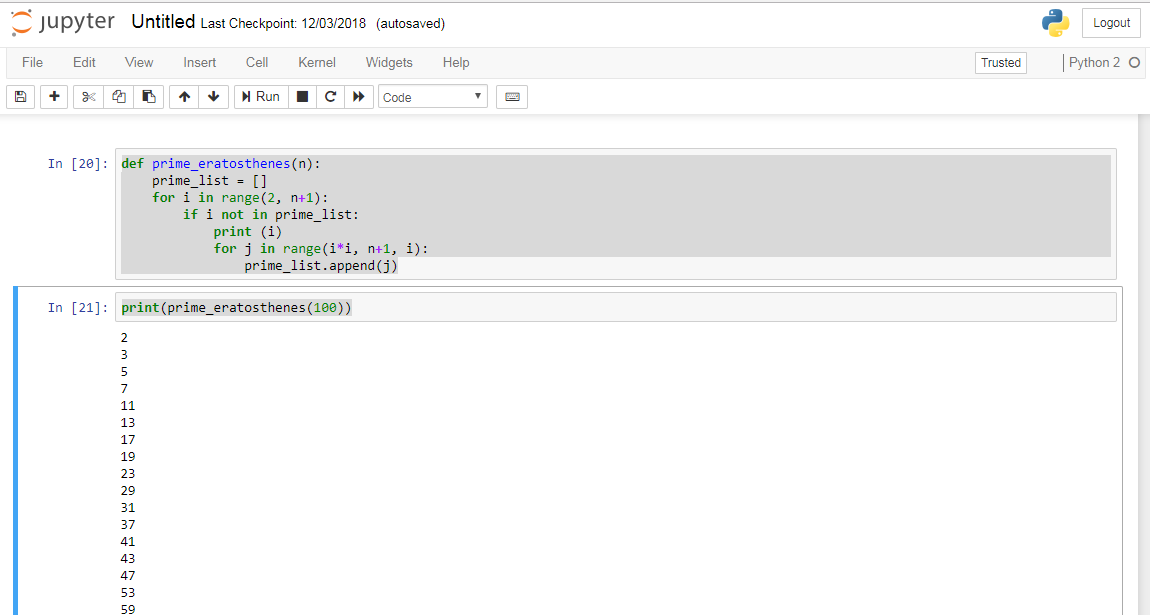 jupyter Untitled Last Checkpoint: 12/03/2018 (autosaved) Logout
File Edit View Insert Cell Kernel Widgets Help Trusted Python 2
Run Code
In [20]: def prime_eratosthenes(n):
    prime_list = []
    for i in range(2, n+1):
        if i not in prime_list:
            print (i)
            for j in range(i*i, n+1, i):
                prime_list.append(j)
In [21]: print(prime_eratosthenes(100))
2
3
5
7
11
13
17
19
23
29
31
37
41
43
47
53
59